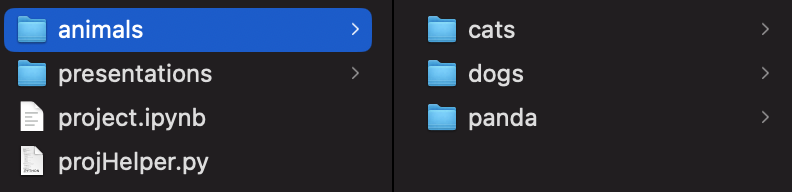 animals
presentations
project.ipynb
projHelper.py
cats
dogs
panda